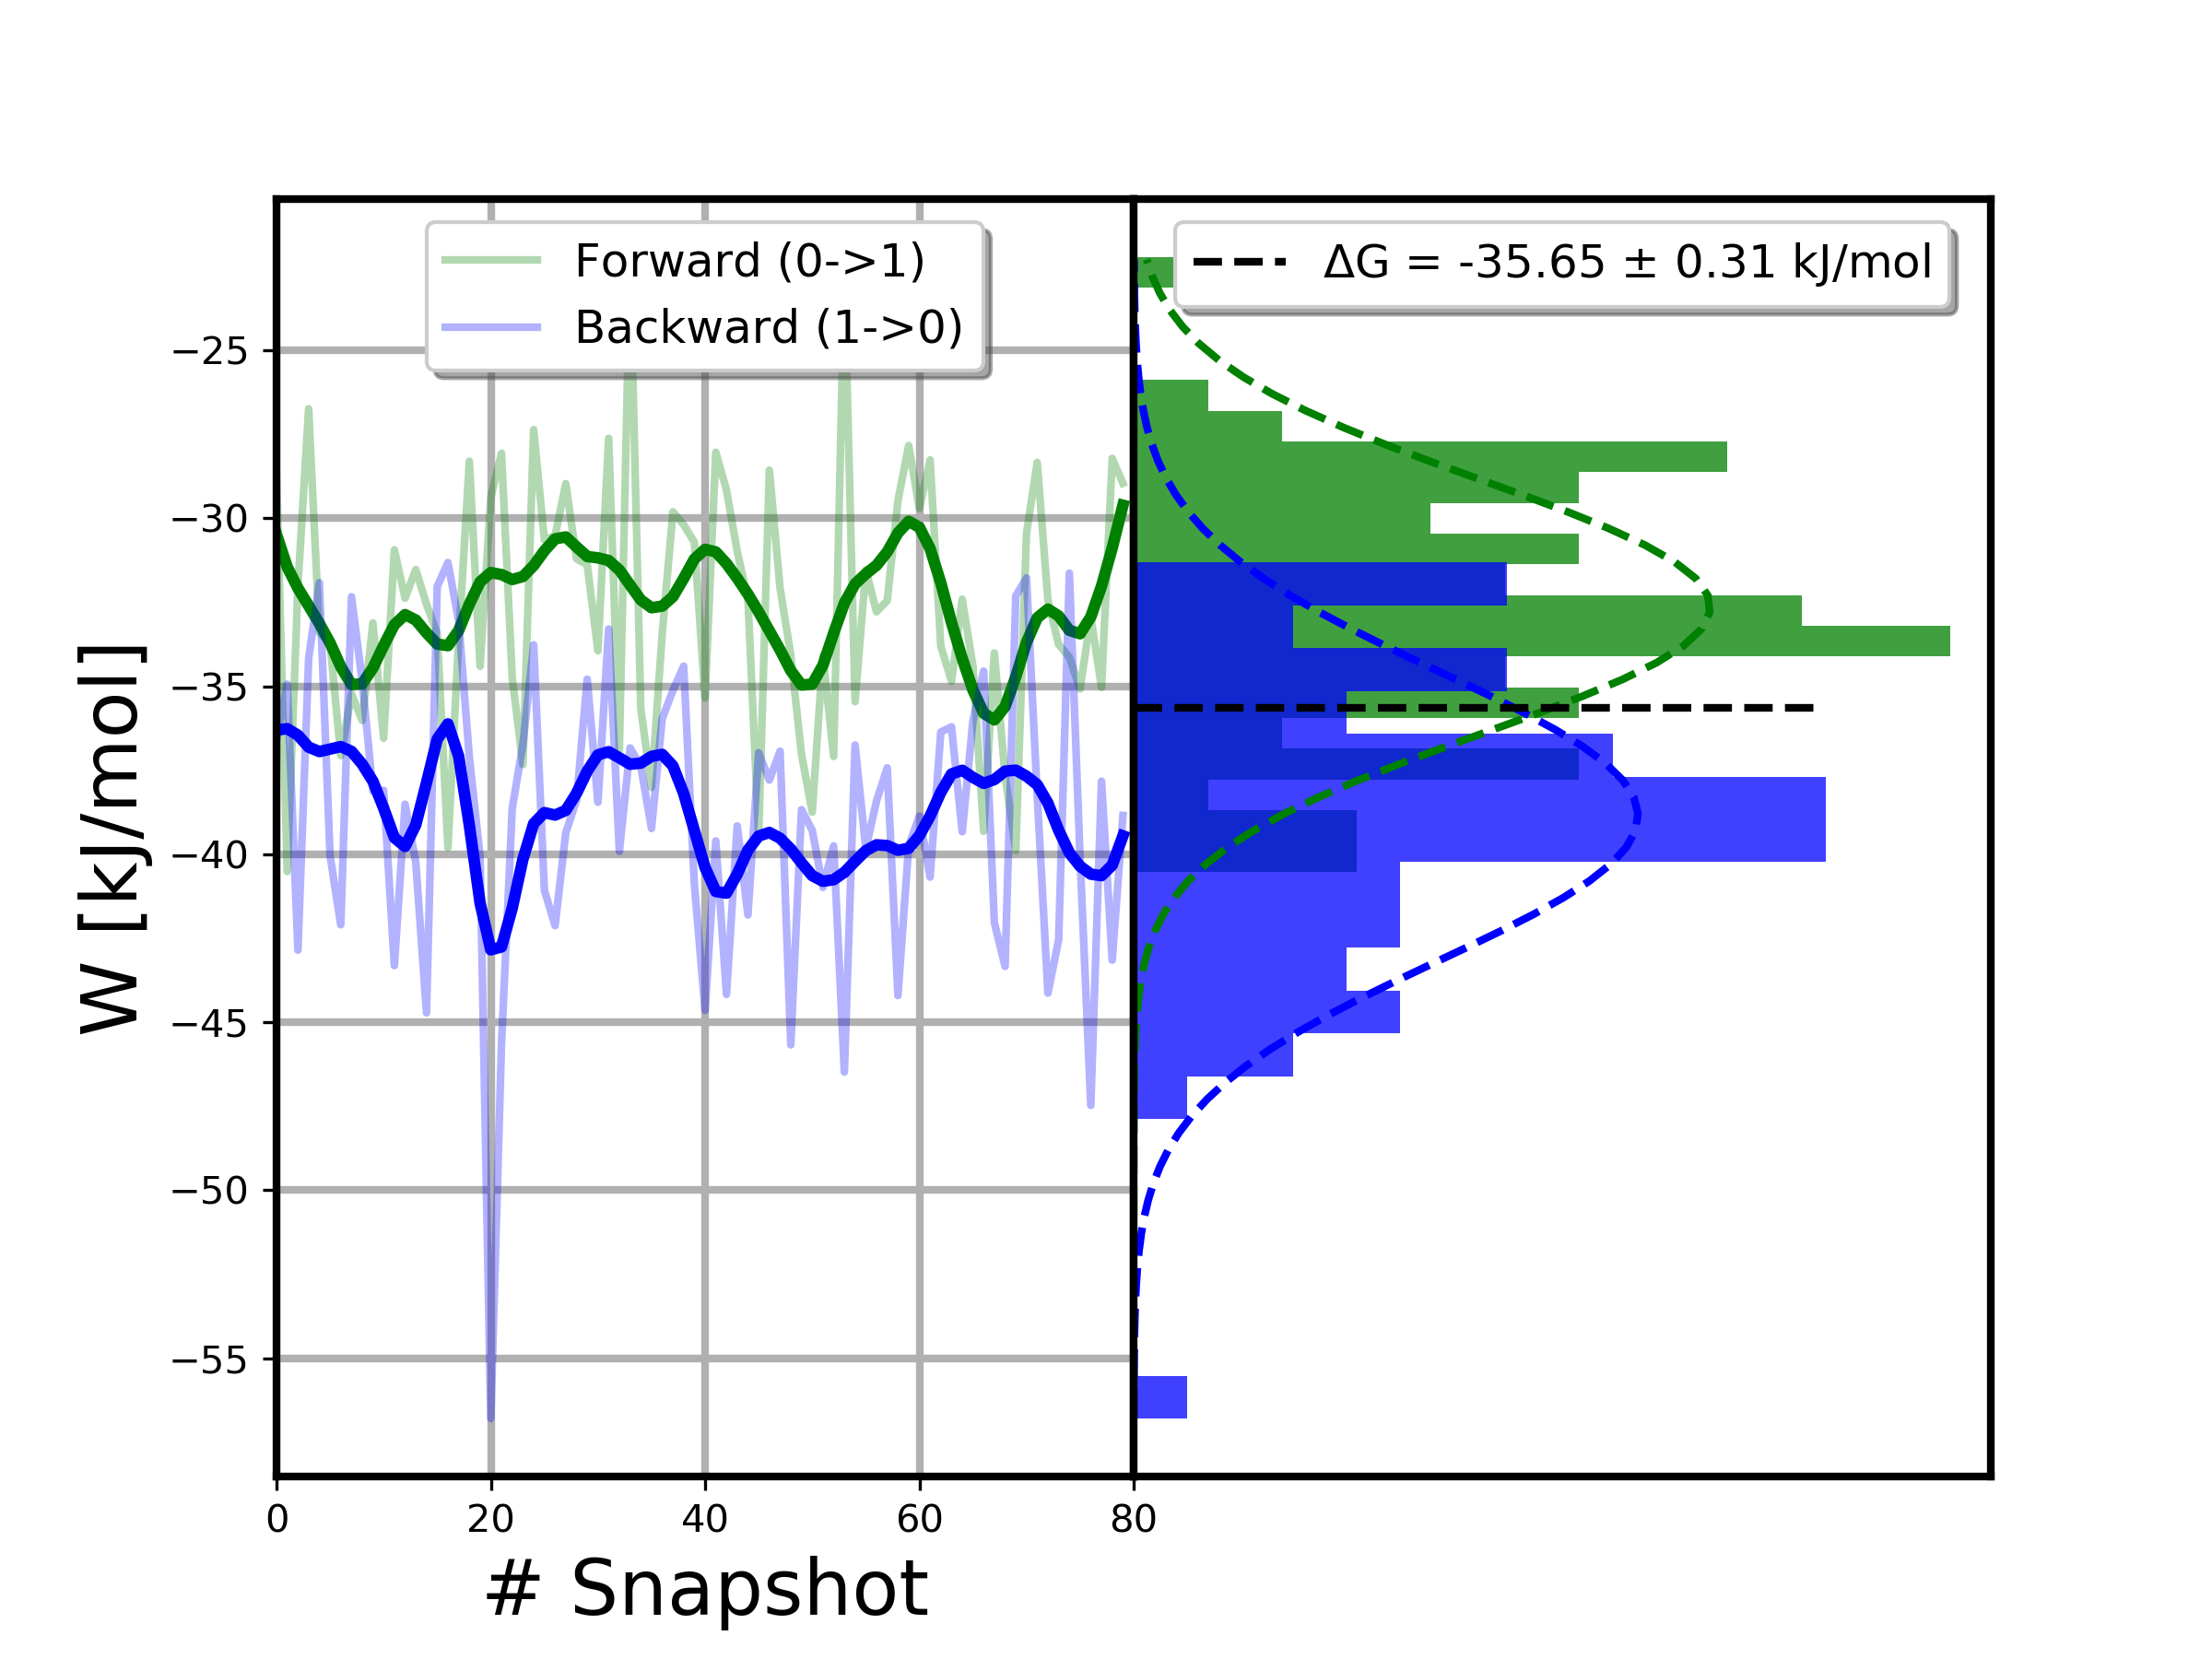 Forward (0->1)
Backward (1->0)
ΔG = -35.65 ± 0.31 kJ/mol
W [kJ/mol]
−25
−30
−35
−40
−45
−50
−55
0 20 40 60 80
# Snapshot